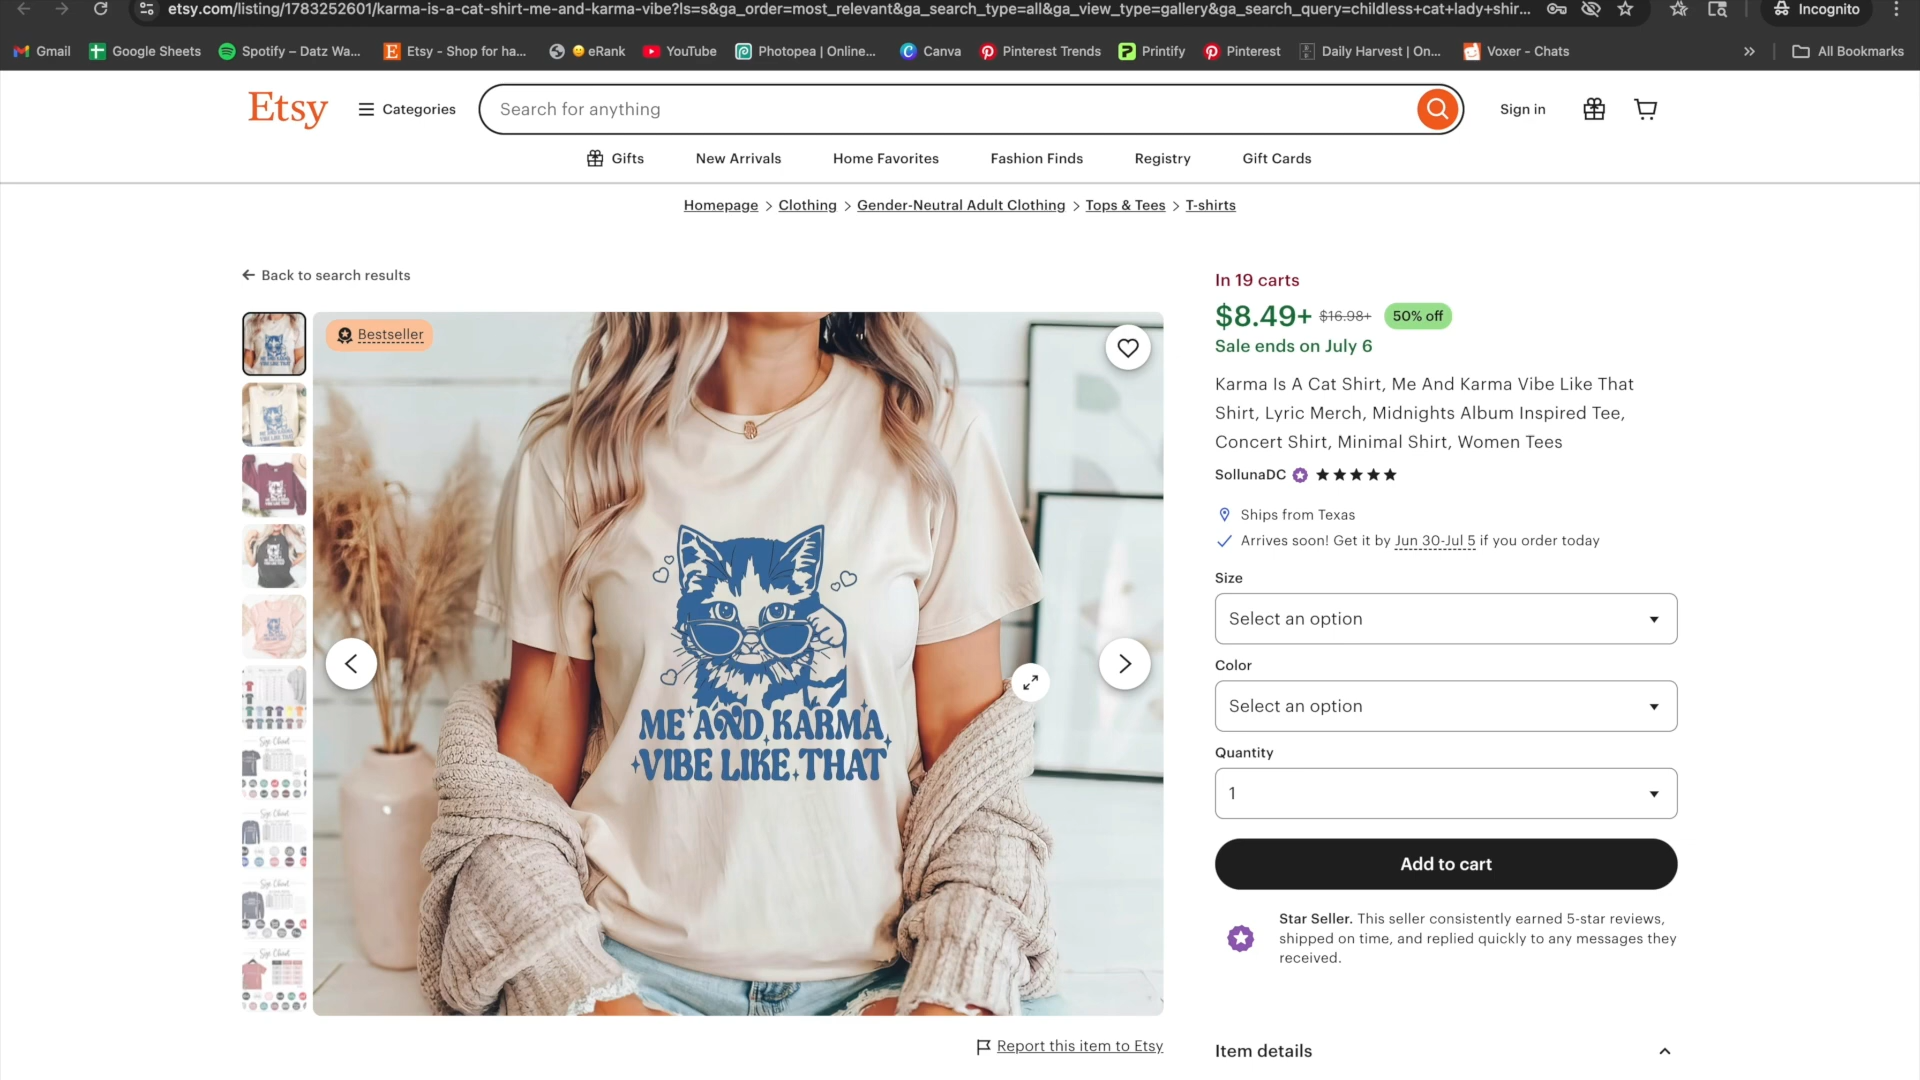 etsy.com/listing/1783252601/karma-is-a-cat-shirt-me-and-karma-vibe?ls=s&ga_order=most_relevant&ga_search_type=all&ga_view_type=gallery&ga_search_query=childless+cat+lady+shir...
Incognito
Gmail
Google Sheets
Spotify – Datz Wa...
Etsy - Shop for ha...
eRank
YouTube
Photopea | Online...
Canva
Pinterest Trends
Printify
Pinterest
Daily Harvest | On...
Voxer - Chats
All Bookmarks
Etsy
Categories
Search for anything
Sign in
Gifts
New Arrivals
Home Favorites
Fashion Finds
Registry
Gift Cards
Homepage > Clothing > Gender-Neutral Adult Clothing > Tops & Tees > T-shirts
Back to search results
Bestseller
ME AND KARMA
VIBE LIKE THAT
Report this item to Etsy
In 19 carts
$8.49+ $16.98+ 50% off
Sale ends on July 6
Karma Is A Cat Shirt, Me And Karma Vibe Like That
Shirt, Lyric Merch, Midnights Album Inspired Tee,
Concert Shirt, Minimal Shirt, Women Tees
SollunaDC
Ships from Texas
Arrives soon! Get it by Jun 30-Jul 5 if you order today
Size
Select an option
Color
Select an option
Quantity
1
Add to cart
Star Seller. This seller consistently earned 5-star reviews,
shipped on time, and replied quickly to any messages they
received.
Item details